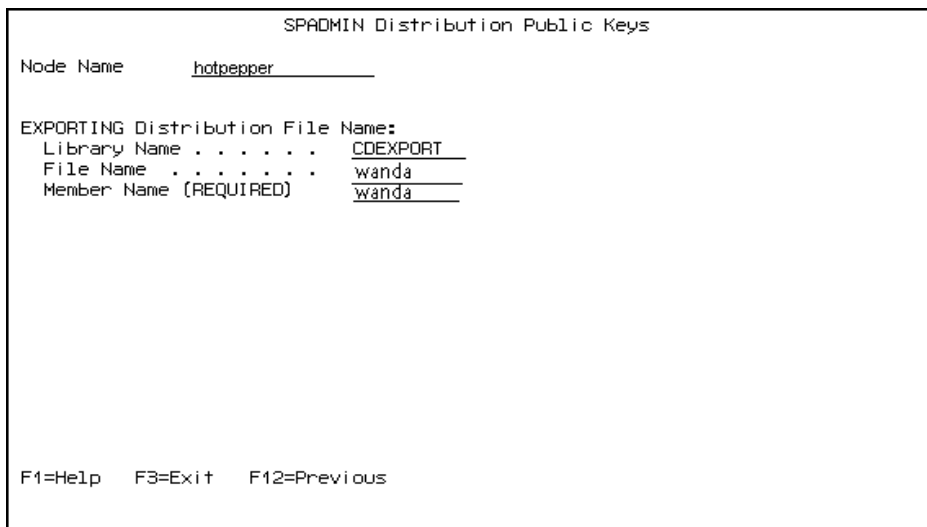 SPADMIN Distribution Public Keys
Node Name hotpepper
EXPORTING Distribution File Name:
Library Name . . . . . . CDEXPORT
File Name . . . . . . . wanda
Member Name (REQUIRED) wanda
F1=Help F3=Exit F12=Previous